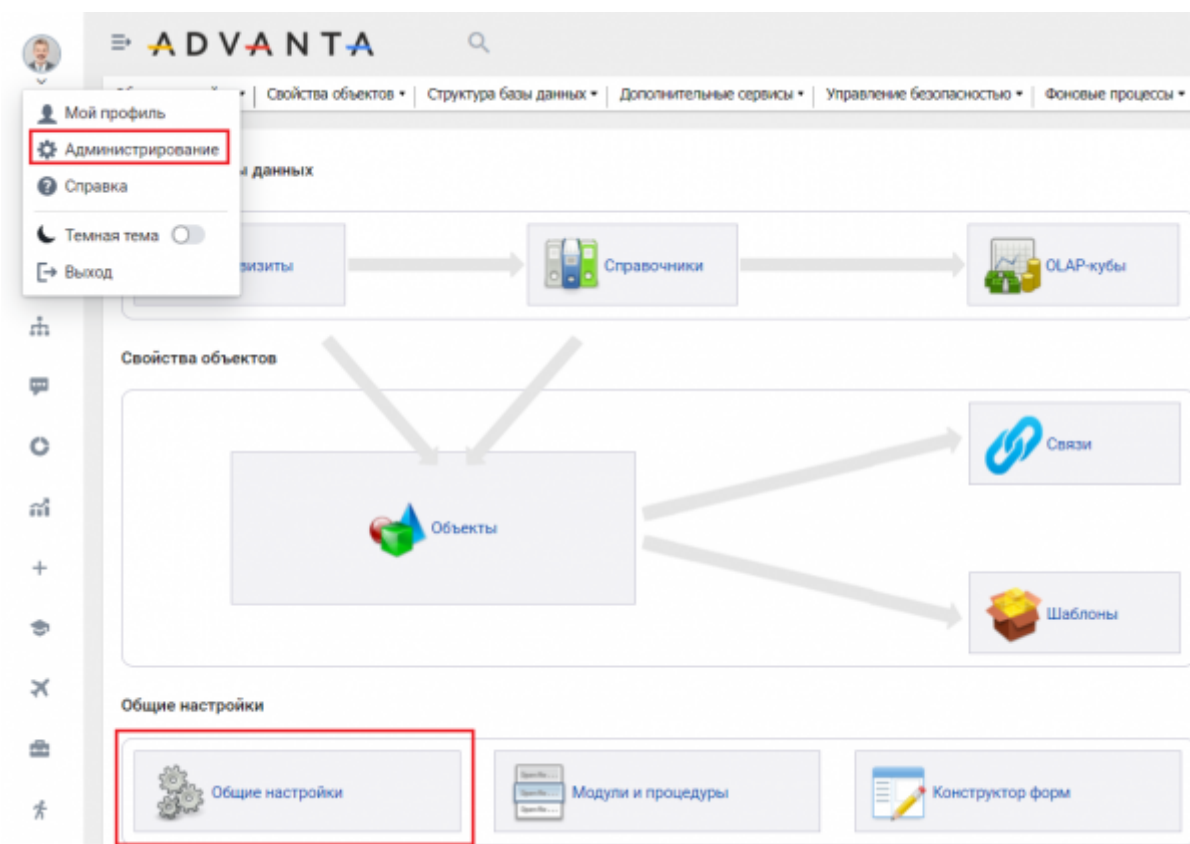 ADVANTA
Свойства объектов
Структура базы данных
Дополнительные сервисы
Управление безопасностью
Фоновые процессы
Мой профиль
Администрирование
Справка
Темная тема
Выход
данных
Справочники
OLAP-кубы
Свойства объектов
Объекты
Связи
Шаблоны
Общие настройки
Общие настройки
Модули и процедуры
Конструктор форм